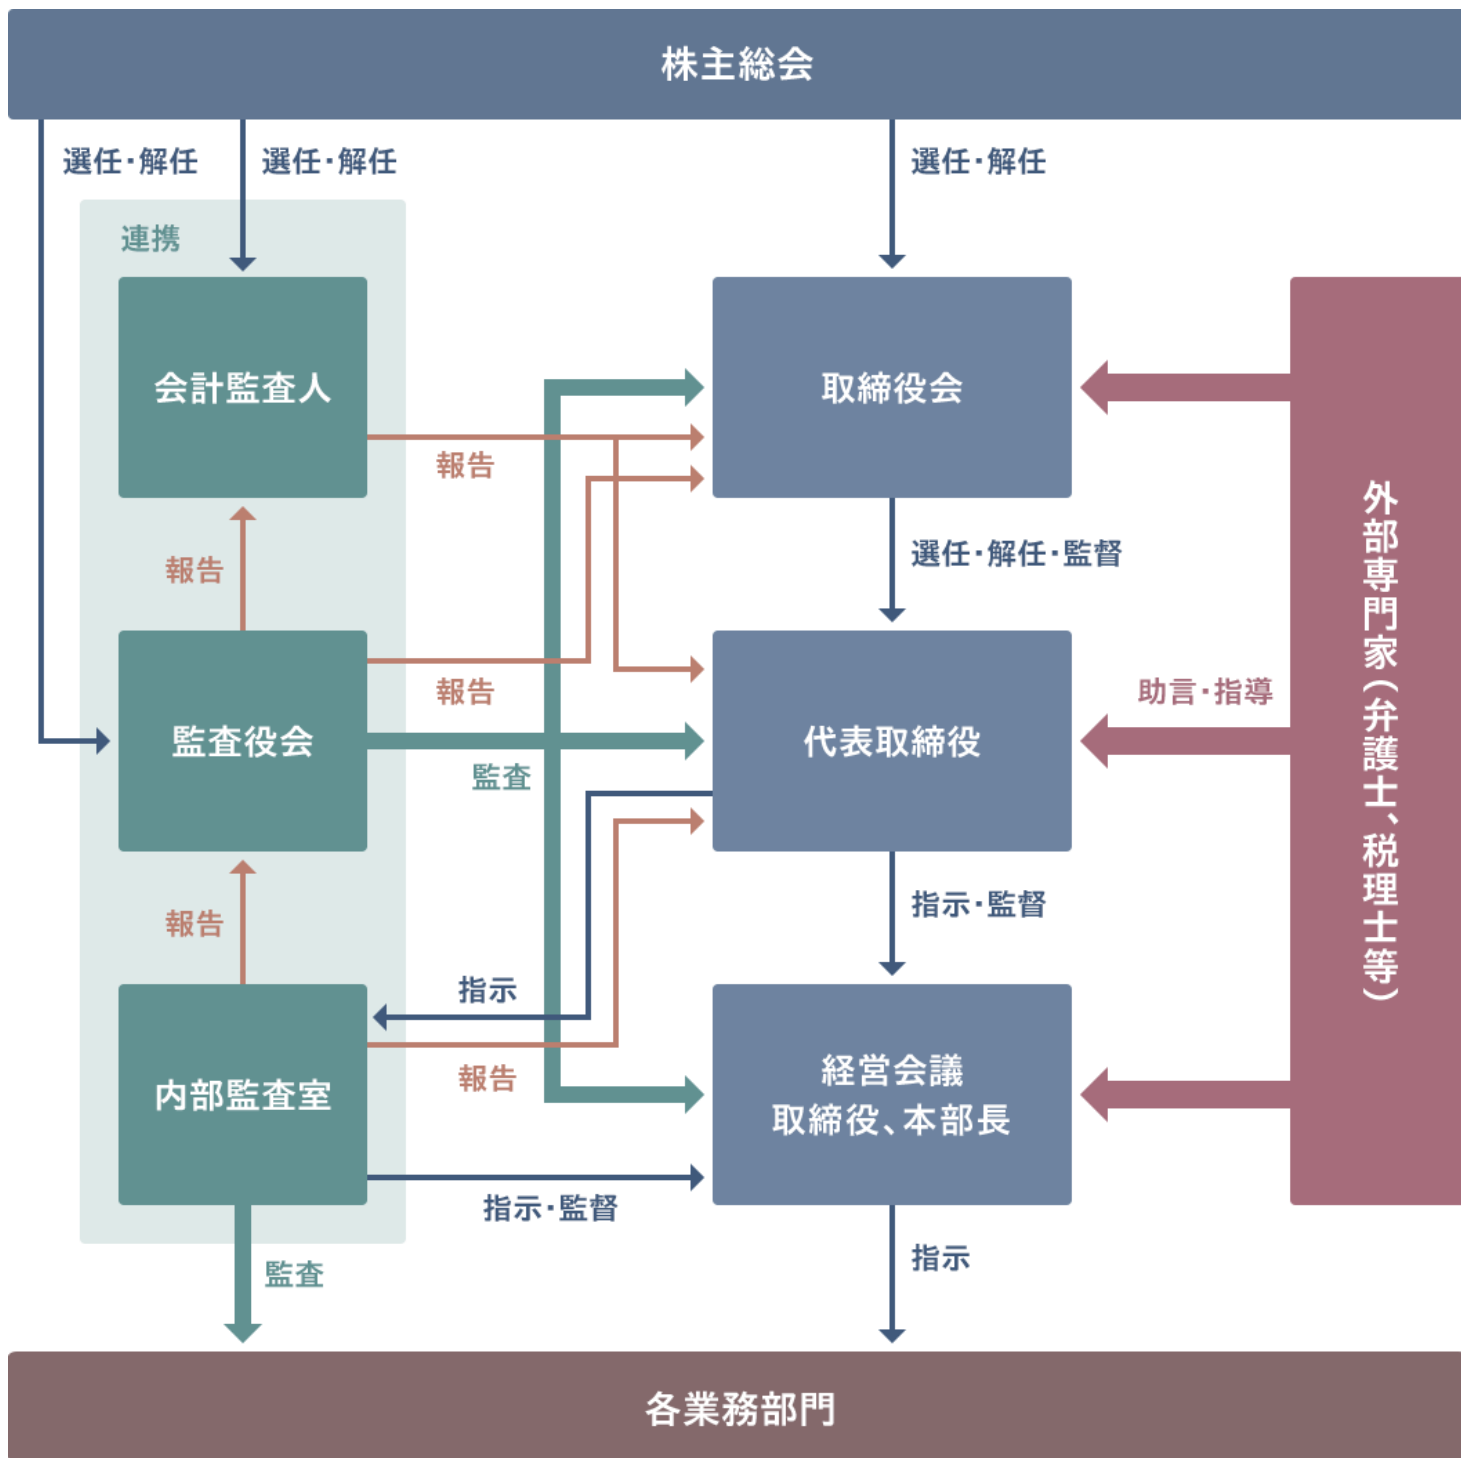 株主総会
選任・解任
選任・解任
選任・解任
連携
会計監査人
取締役会
報告
外部専門家(弁護士、税理士等)
選任・解任・監督
報告
監査役会
報告
代表取締役
助言・指導
監査
報告
指示・監督
指示
内部監査室
報告
経営会議
取締役、本部長
指示・監督
監査
指示
各業務部門